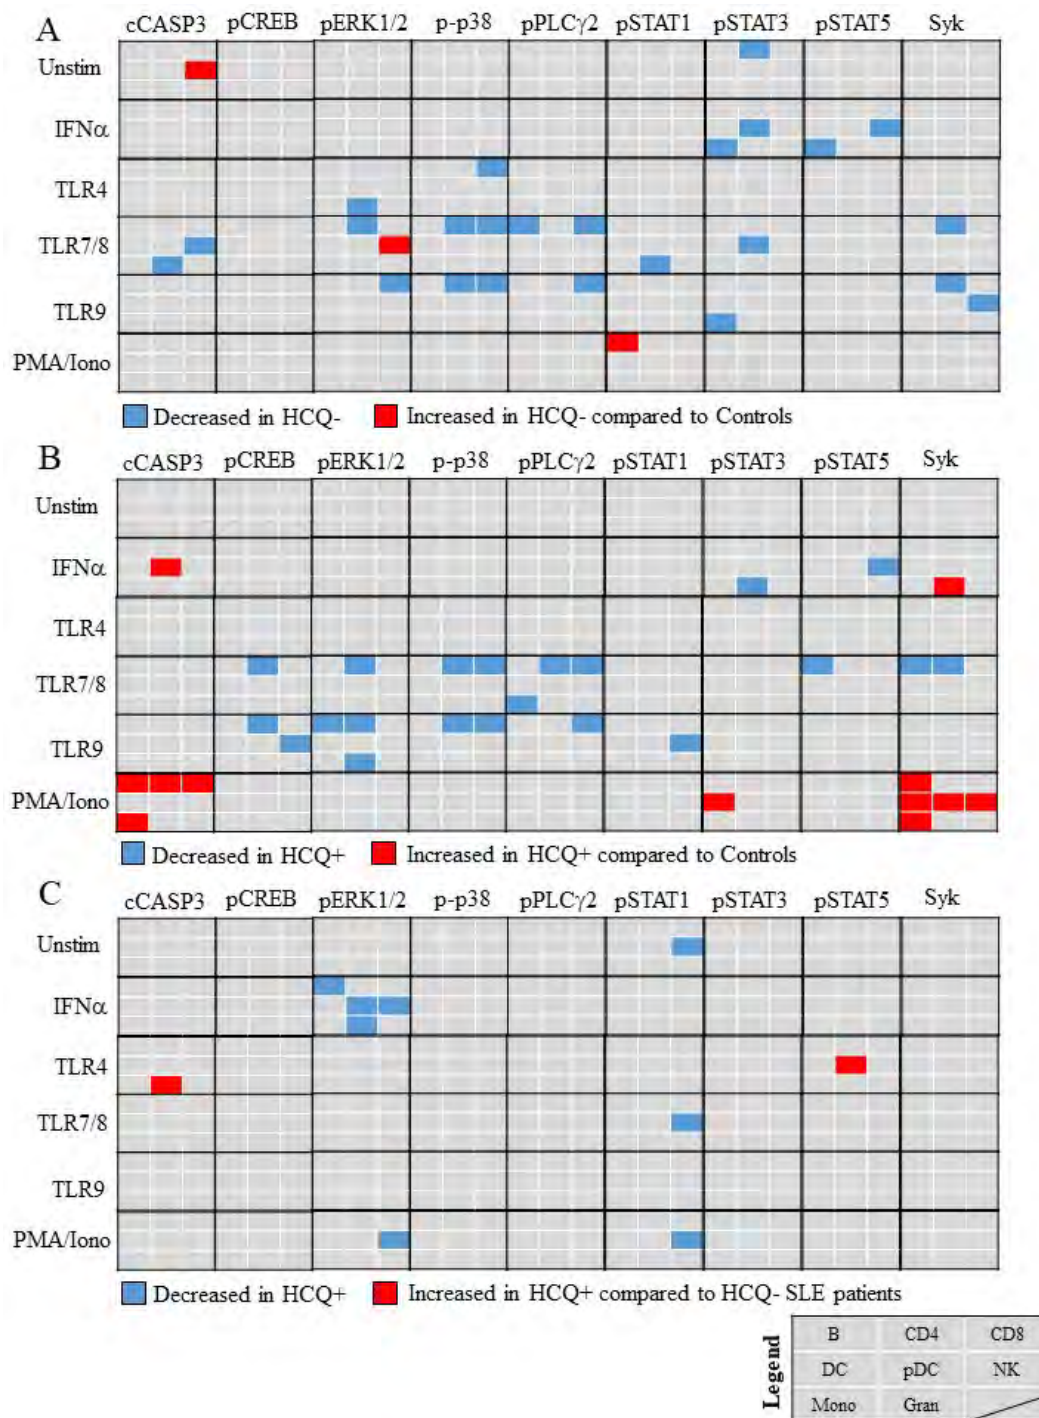 A
cCASP3 pCREB pERK1/2 p-p38 pPLCγ2 pSTAT1 pSTAT3 pSTAT5 Syk
Unstim
IFNα
TLR4
TLR7/8
TLR9
PMA/Iono
Decreased in HCQ- Increased in HCQ- compared to Controls
B
cCASP3 pCREB pERK1/2 p-p38 pPLCγ2 pSTAT1 pSTAT3 pSTAT5 Syk
Unstim
IFNα
TLR4
TLR7/8
TLR9
PMA/Iono
Decreased in HCQ+ Increased in HCQ+ compared to Controls
C
cCASP3 pCREB pERK1/2 p-p38 pPLCγ2 pSTAT1 pSTAT3 pSTAT5 Syk
Unstim
IFNα
TLR4
TLR7/8
TLR9
PMA/Iono
Decreased in HCQ+ Increased in HCQ+ compared to HCQ- SLE patients
Legend
B CD4 CD8
DC pDC NK
Mono Gran